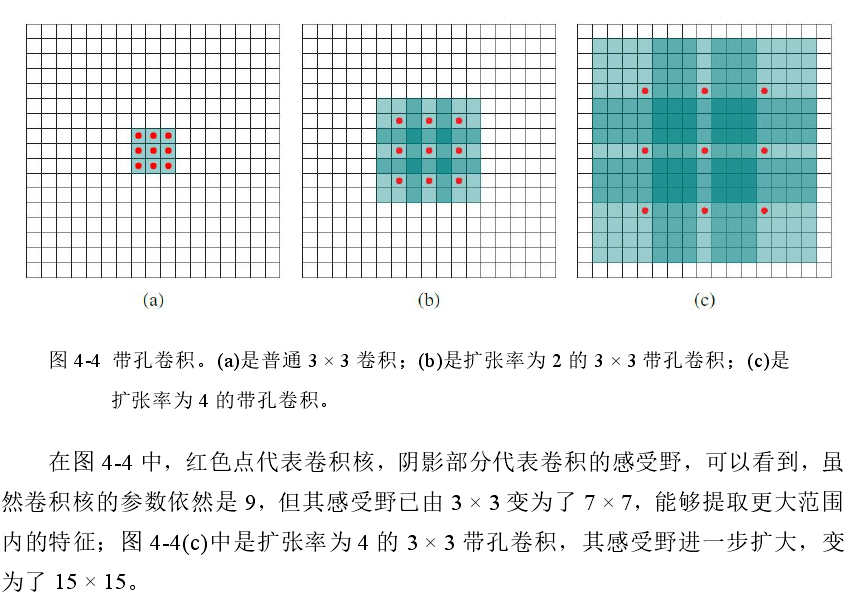 (a) (b) (c)
图 4-4 带孔卷积。(a)是普通 3 × 3 卷积；(b)是扩张率为 2 的 3 × 3 带孔卷积；(c)是
扩张率为 4 的带孔卷积。
在图 4-4 中，红色点代表卷积核，阴影部分代表卷积的感受野，可以看到，虽
然卷积核的参数依然是 9，但其感受野已由 3 × 3 变为了 7 × 7，能够提取更大范围
内的特征；图 4-4(c)中是扩张率为 4 的 3 × 3 带孔卷积，其感受野进一步扩大，变
为了 15 × 15。